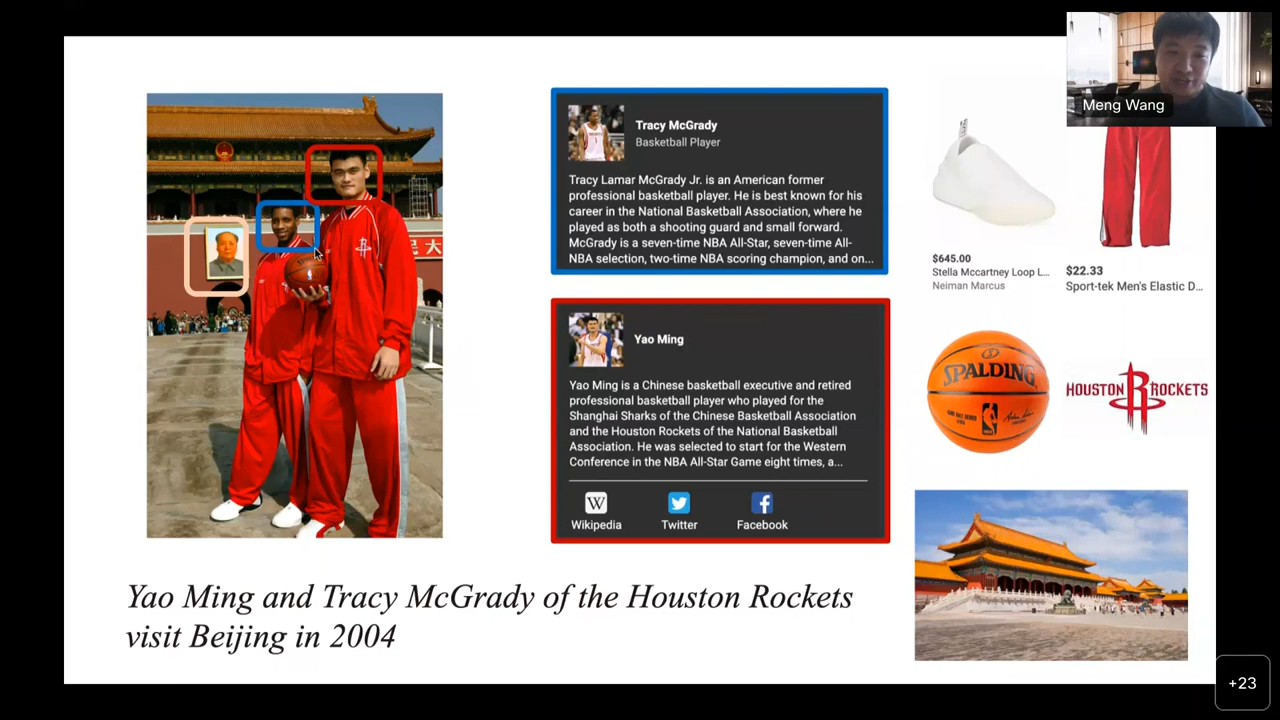 Meng Wang
Tracy McGrady
Basketball Player
Tracy Lamar McGrady Jr. is an American former
professional basketball player. He is best known for his
career in the National Basketball Association, where he
played as both a shooting guard and small forward.
McGrady is a seven-time NBA All-Star, seven-time All-
NBA selection, two-time NBA scoring champion, and on...
Yao Ming
Yao Ming is a Chinese basketball executive and retired
professional basketball player who played for the
Shanghai Sharks of the Chinese Basketball Association
and the Houston Rockets of the National Basketball
Association. He was selected to start for the Western
Conference in the NBA All-Star Game eight times, a...
W
Wikipedia
Twitter
Facebook
$645.00
Stella Mccartney Loop L...
Neiman Marcus
$22.33
Sport-tek Men's Elastic D...
SPALDING
HOUSTON R ROCKETS
民大
Yao Ming and Tracy McGrady of the Houston Rockets
visit Beijing in 2004
+23